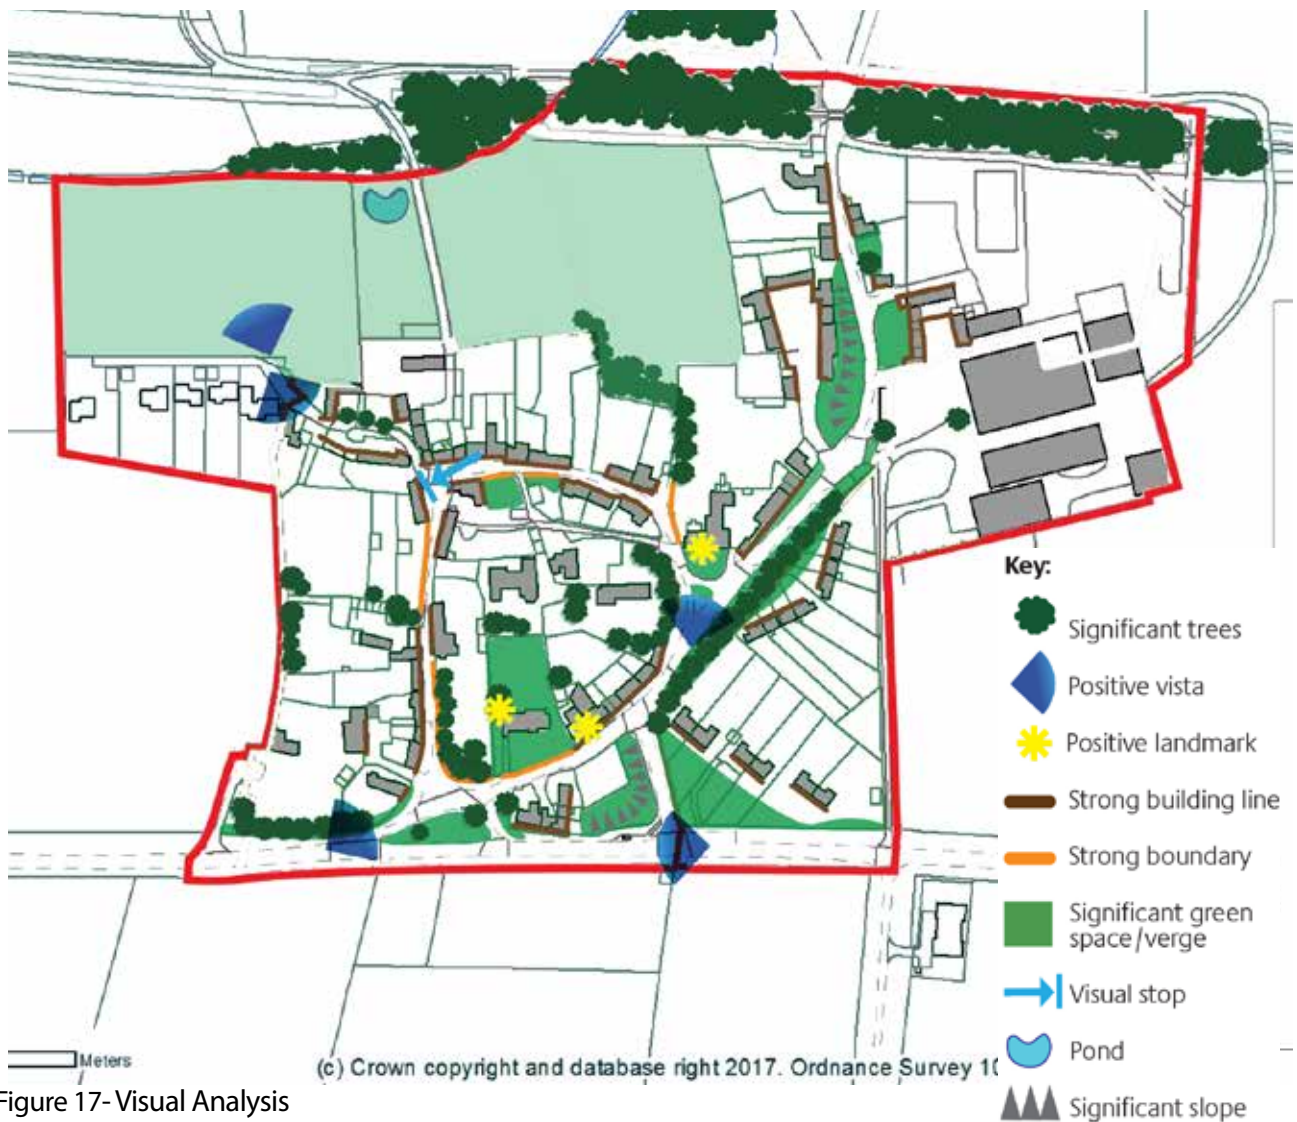 Key:
Significant trees
Positive vista
Positive landmark
Strong building line
Strong boundary
Significant green
space/verge
Visual stop
Pond
Significant slope
Meters
(c) Crown copyright and database right 2017. Ordnance Survey 10
Figure 17- Visual Analysis